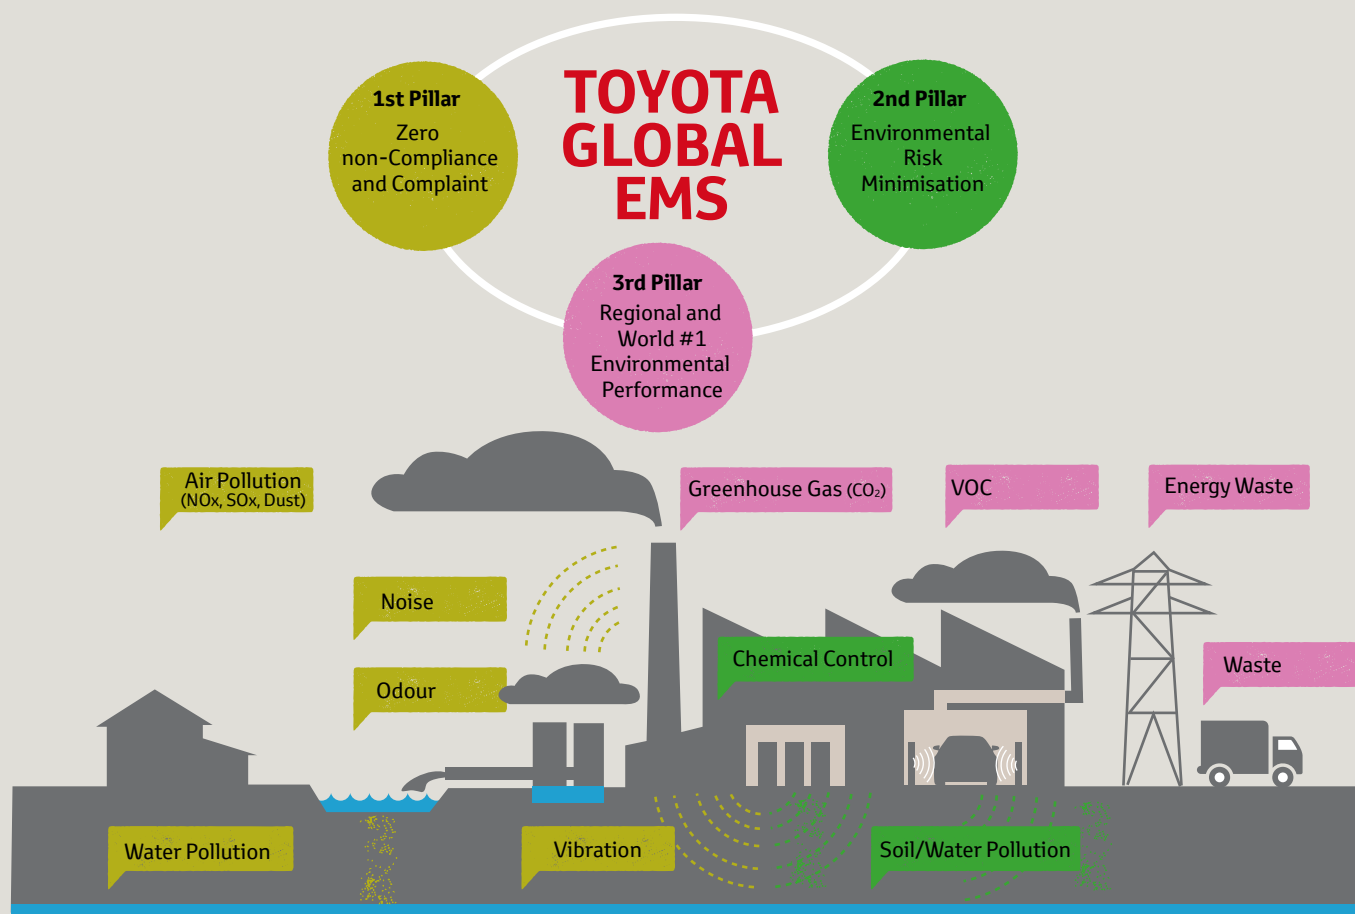 TOYOTA
GLOBAL
EMS
1st Pillar
Zero
non-Compliance
and Complaint
2nd Pillar
Environmental
Risk
Minimisation
3rd Pillar
Regional and
World #1
Environmental
Performance
Air Pollution
(NOx, SOx, Dust)
Greenhouse Gas (CO₂)
VOC
Energy Waste
Noise
Chemical Control
Waste
Odour
Water Pollution
Vibration
Soil/Water Pollution